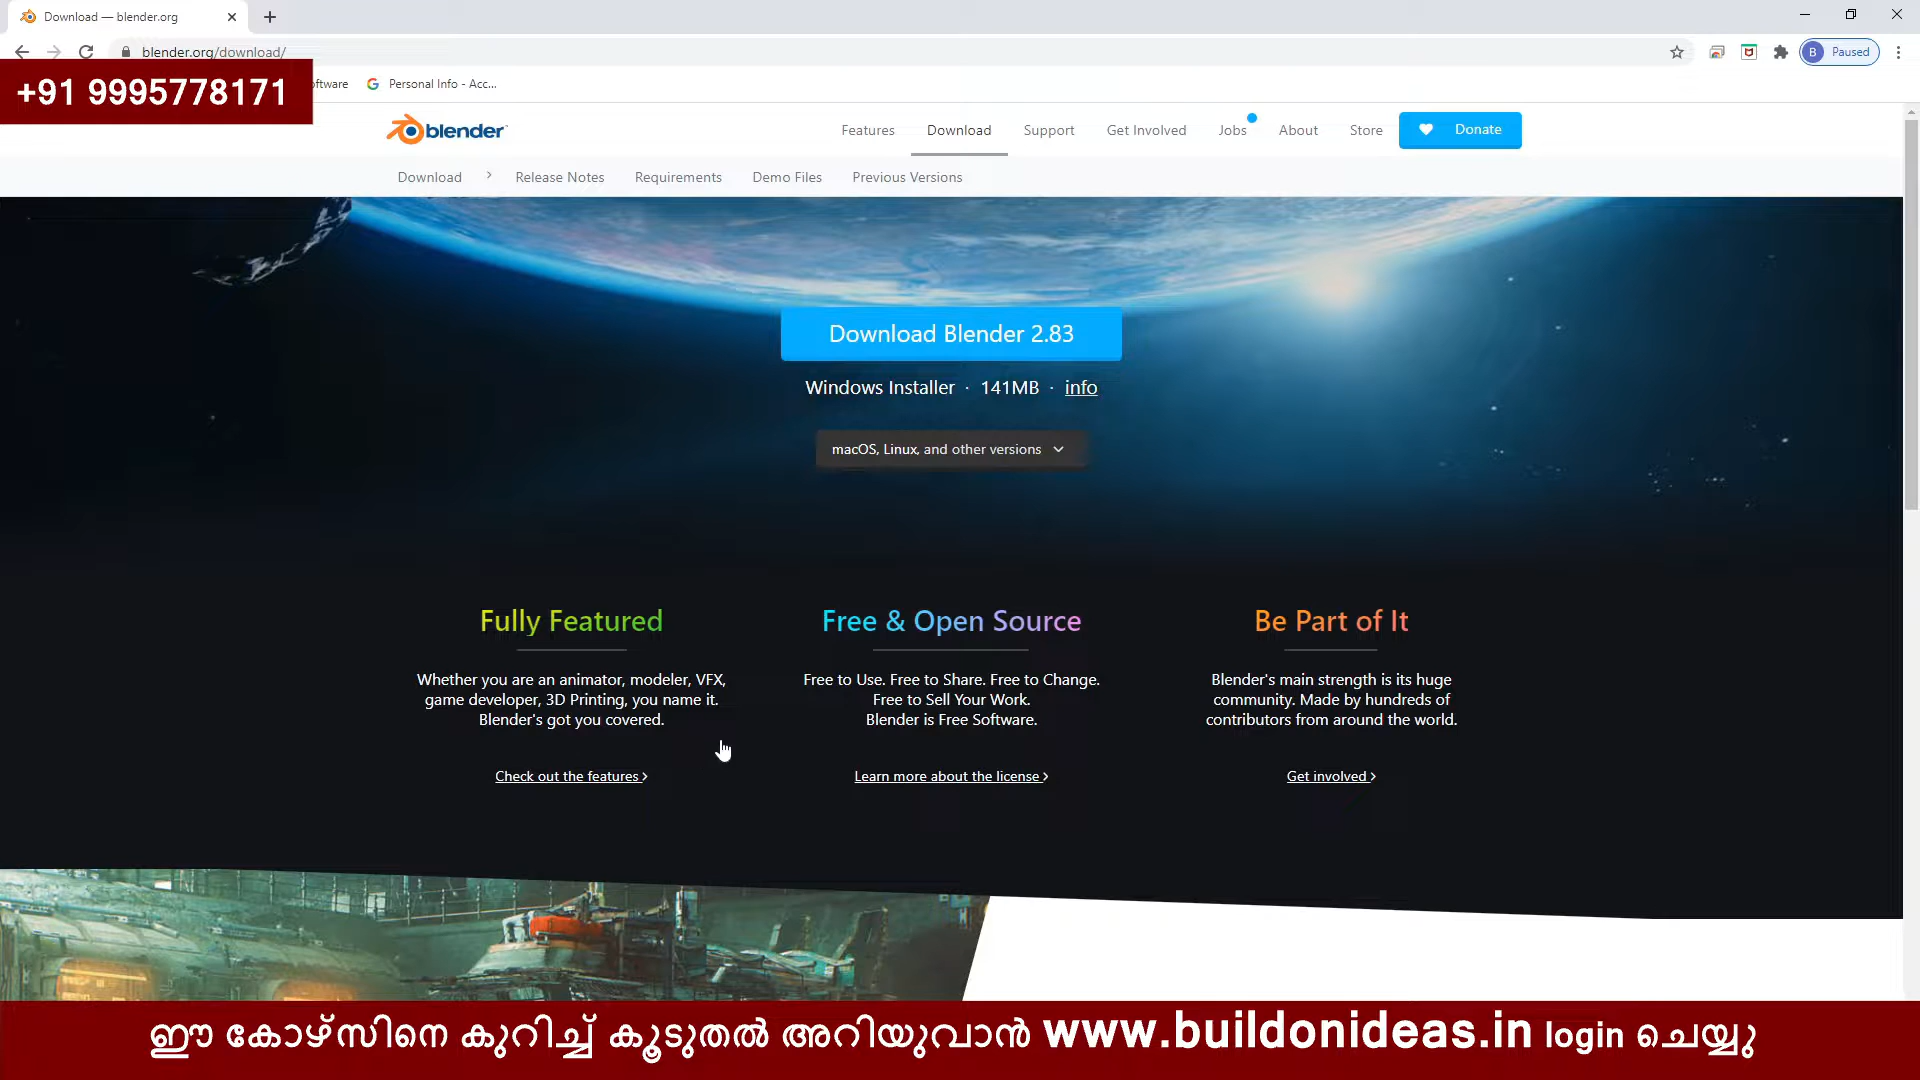 Download — blender.org
blender.org/download/
+91 9995778171
oftware
Personal Info - Acc...
B Paused
blender
Features Download Support Get Involved Jobs About Store Donate
Download Release Notes Requirements Demo Files Previous Versions
Download Blender 2.83
Windows Installer · 141MB · info
macOS, Linux, and other versions
Fully Featured
Whether you are an animator, modeler, VFX,
game developer, 3D Printing, you name it.
Blender's got you covered.
Check out the features
Free & Open Source
Free to Use. Free to Share. Free to Change.
Free to Sell Your Work.
Blender is Free Software.
Learn more about the license
Be Part of It
Blender's main strength is its huge
community. Made by hundreds of
contributors from around the world.
Get involved
ഈ കോഴ്സിനെ കുറിച്ച് കൂടുതൽ അറിയുവാൻ www.buildonideas.in login ചെയ്യു